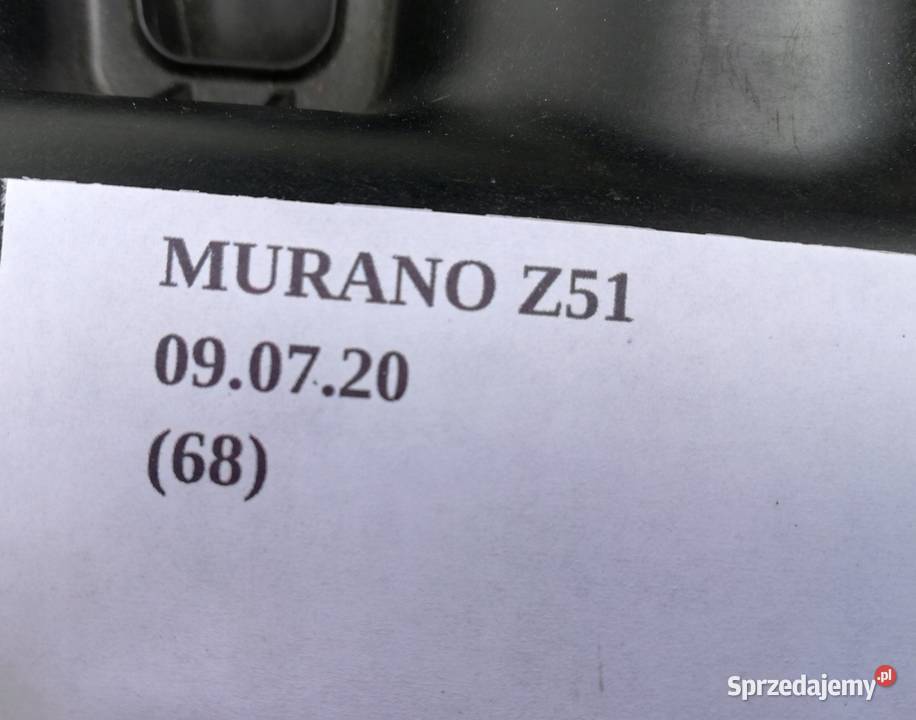 MURANO Z51
09.07.20
(68)
Sprzedajemy.pl